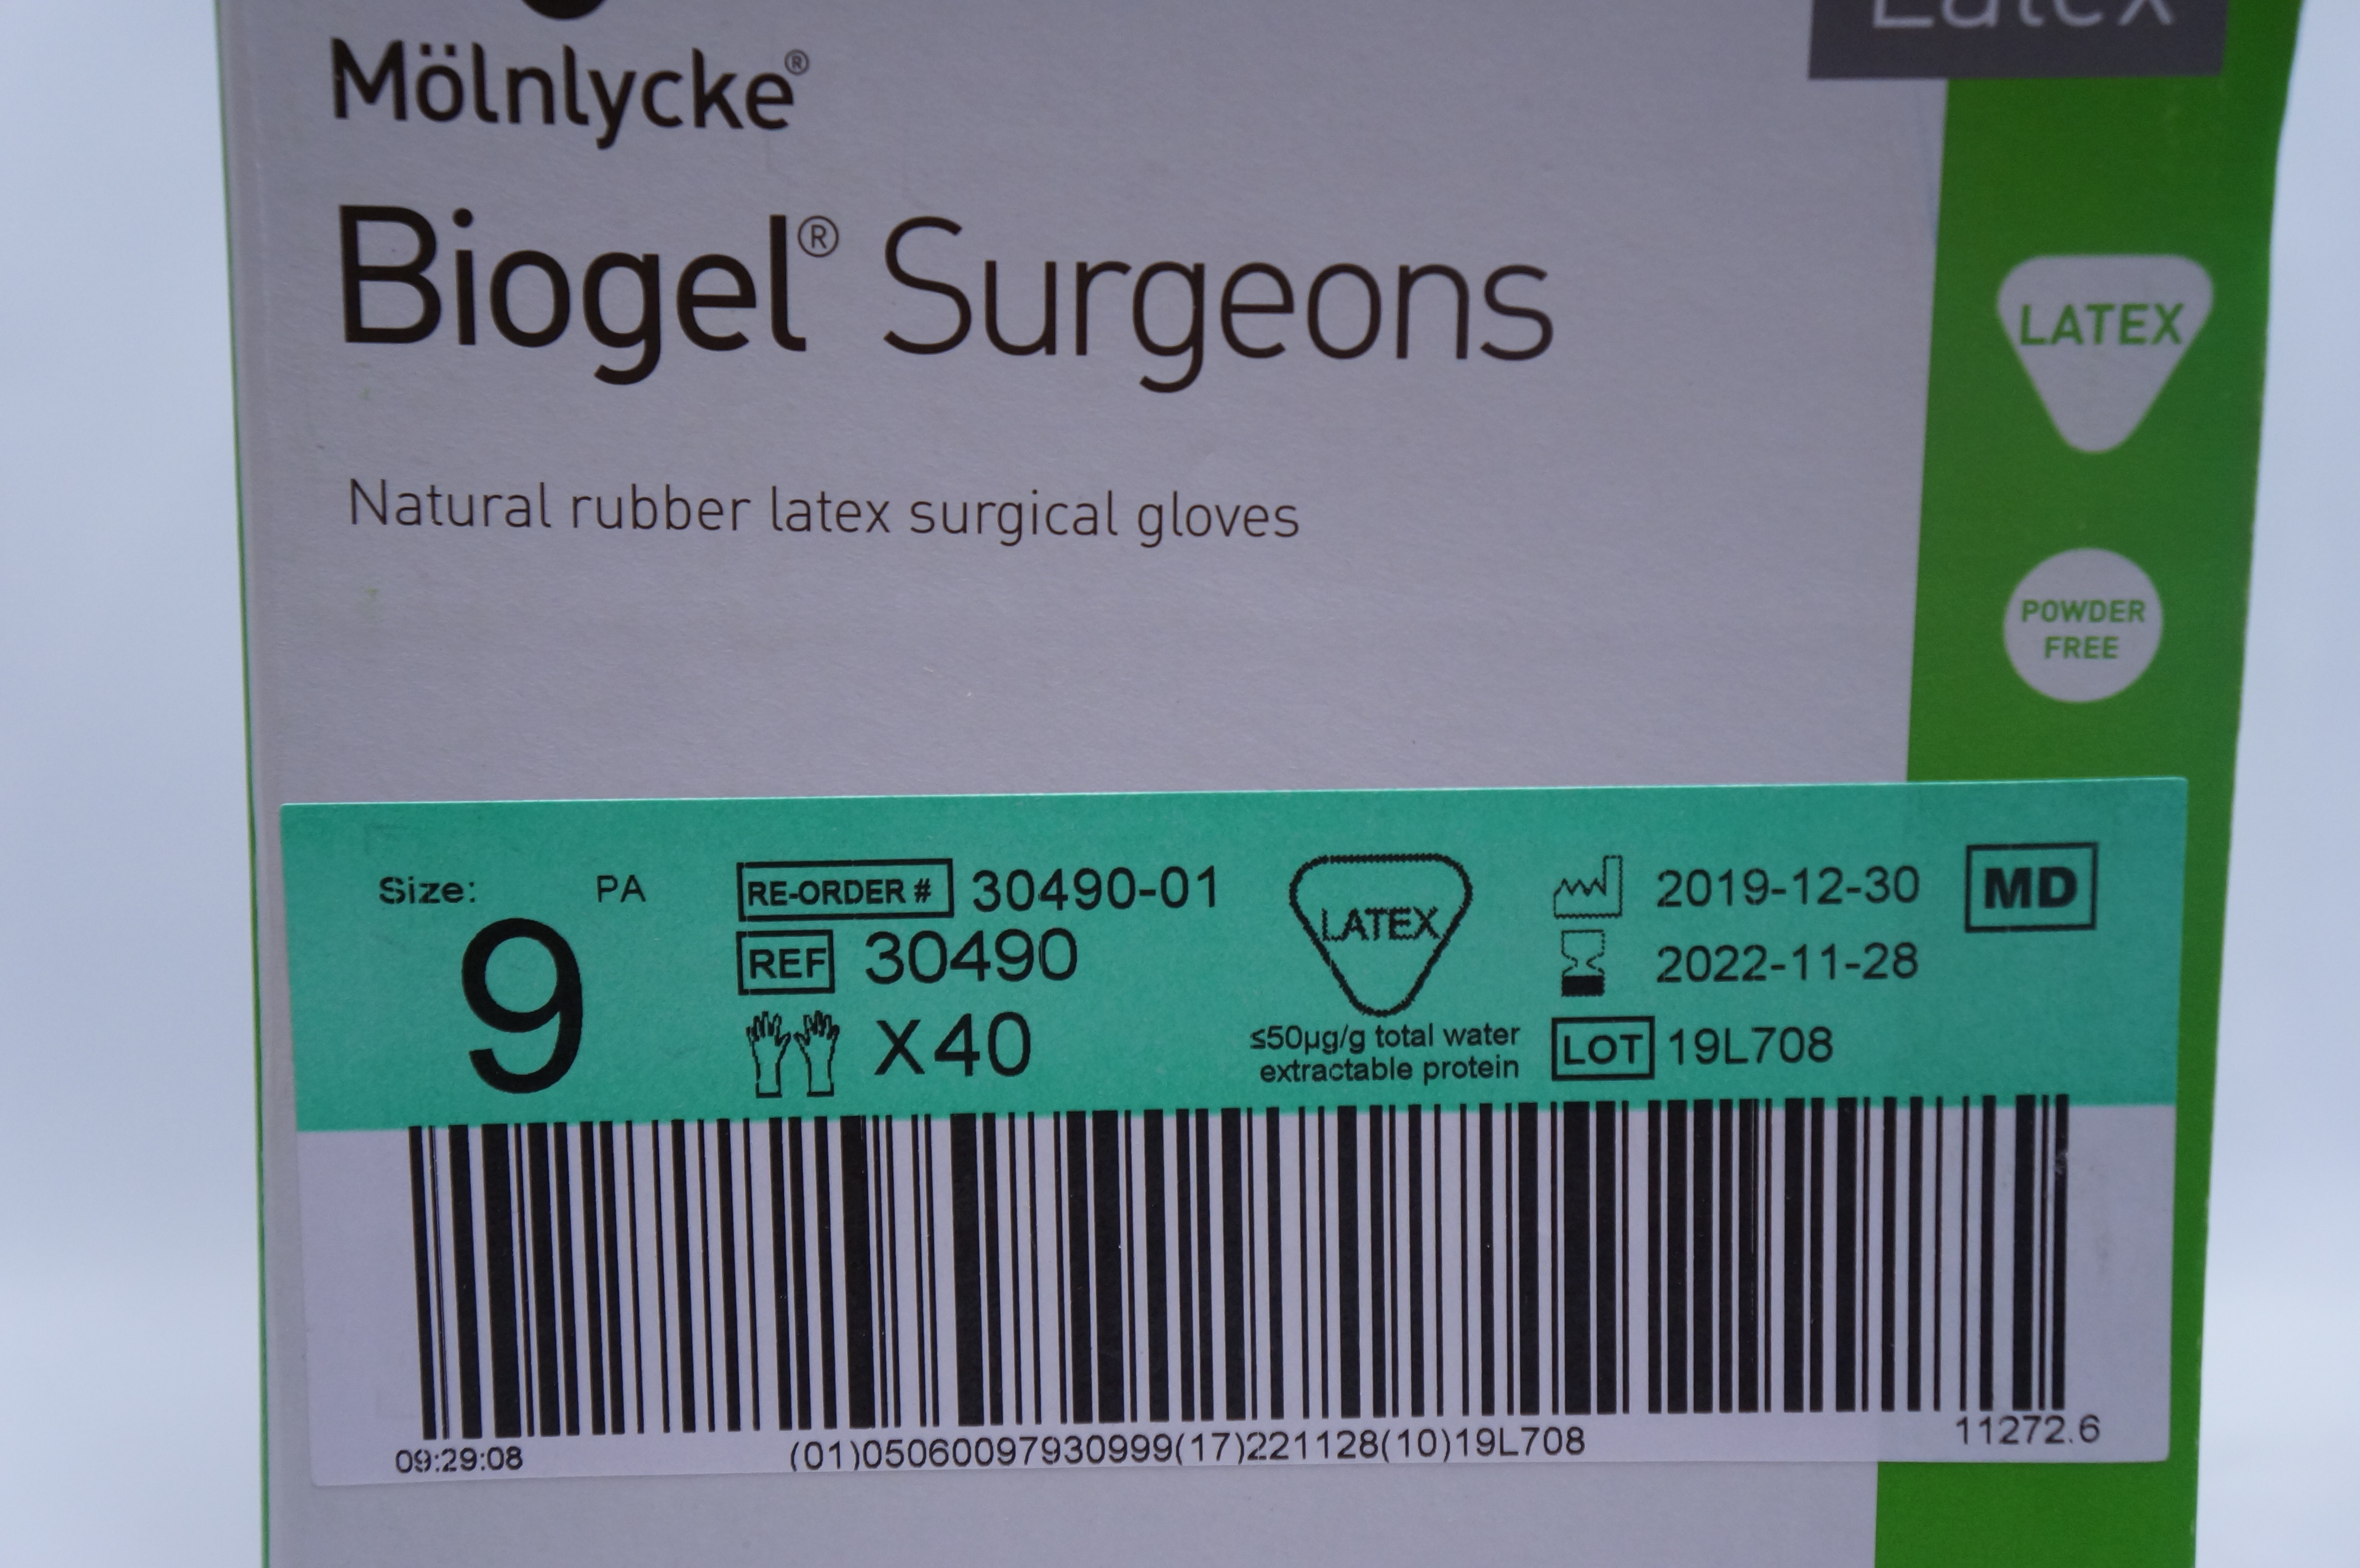 Latex
Mölnlycke®
Biogel® Surgeons
LATEX
Natural rubber latex surgical gloves
POWDER
FREE
Size: PA
9
RE-ORDER # 30490-01
REF 30490
X40
LATEX
≤50µg/g total water
extractable protein
2019-12-30
2022-11-28
LOT 19L708
MD
09:29:08
(01)05060097930999(17)221128(10)19L708
11272.6